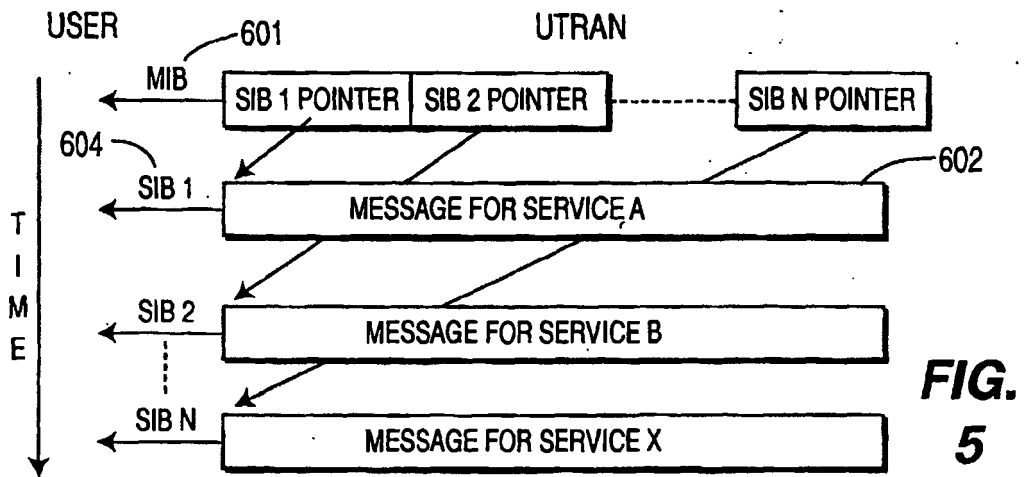 USER
UTRAN
601
MIB
SIB 1 POINTER
SIB 2 POINTER
SIB N POINTER
604
602
SIB 1
MESSAGE FOR SERVICE A
TIME
SIB 2
MESSAGE FOR SERVICE B
SIB N
MESSAGE FOR SERVICE X
FIG.
5